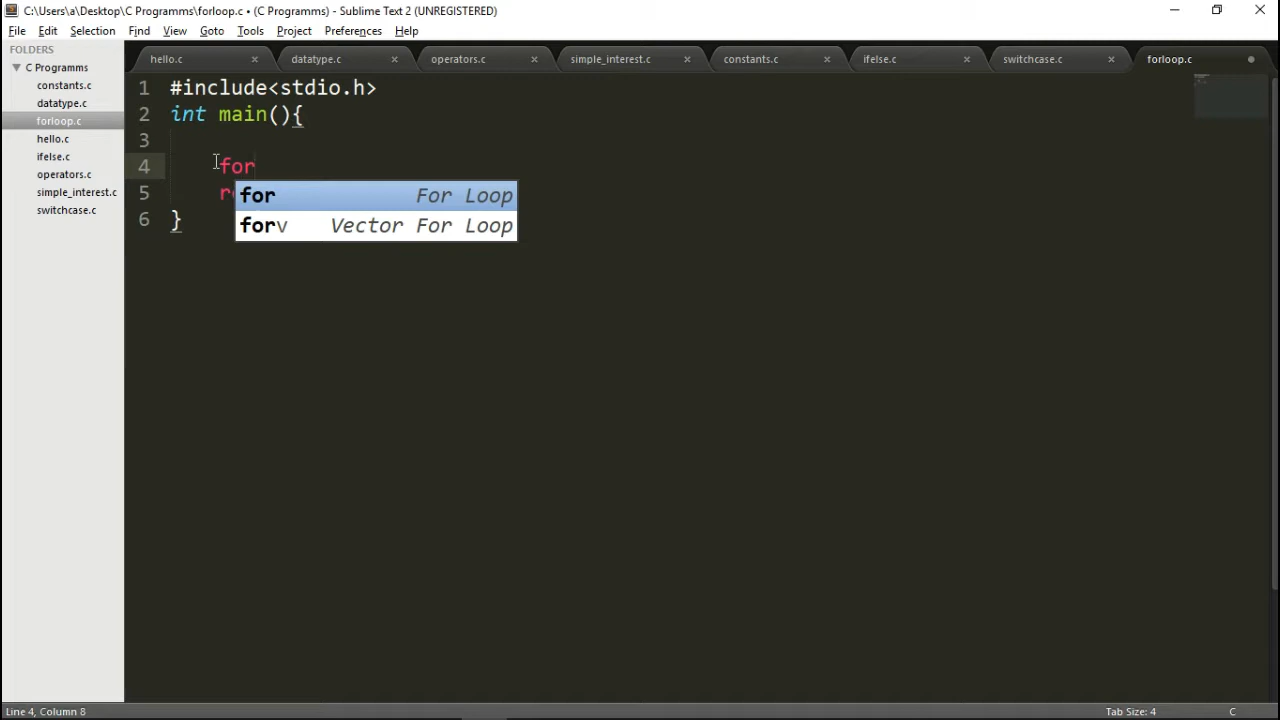 C:\Users\a\Desktop\C Programms\forloop.c • (C Programms) - Sublime Text 2 (UNREGISTERED)
File Edit Selection Find View Goto Tools Project Preferences Help
FOLDERS
C Programms
constants.c
datatype.c
forloop.c
hello.c
ifelse.c
operators.c
simple_interest.c
switchcase.c
hello.c × datatype.c × operators.c × simple_interest.c × constants.c × ifelse.c × switchcase.c × forloop.c
1 #include<stdio.h>
2 int main(){
3
4 for
5 re
6 }
for For Loop
forv Vector For Loop
Line 4, Column 8
Tab Size: 4
C